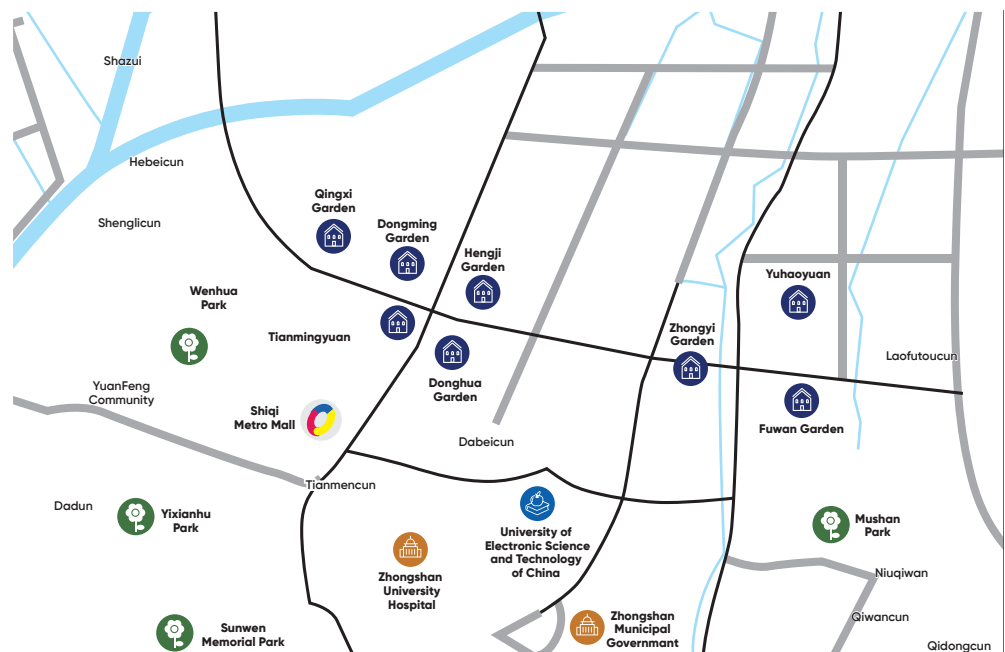 Shazui
Hebeicun
Shenglicun
Qingxi
Garden
Dongming
Garden
Hengji
Garden
Yuhaoyuan
Wenhua
Park
Tianmingyuan
Zhongyi
Garden
Laofutoucun
YuanFeng
Community
Donghua
Garden
Shiqi
Metro Mall
Fuwan Garden
Dabeicun
Tianmencun
Dadun
Yixianhu
Park
University of
Electronic Science
and Technology
of China
Mushan
Park
Zhongshan
University
Hospital
Niuqiwan
Sunwen
Memorial Park
Zhongshan
Municipal
Governmant
Qiwancun
Qidongcun